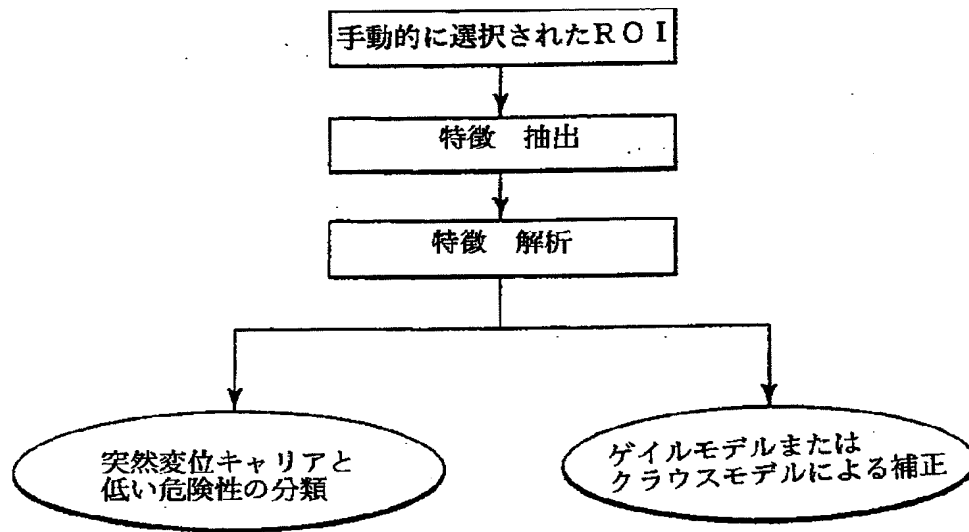 手動的に選択されたＲＯＩ
特徴　抽出
特徴　解析
突然変位キャリアと
低い危険性の分類
ゲイルモデルまたは
クラウスモデルによる補正